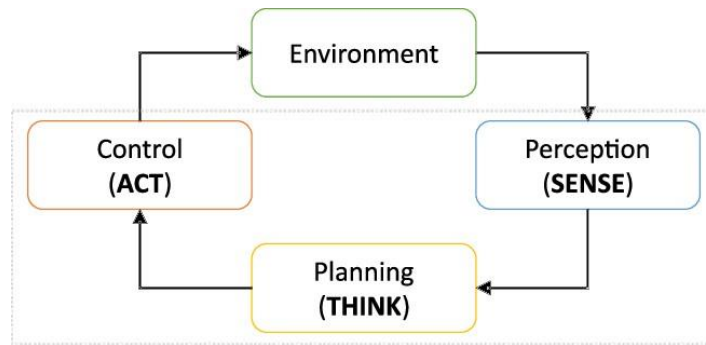 Environment
Control
(ACT)
Perception
(SENSE)
Planning
(THINK)